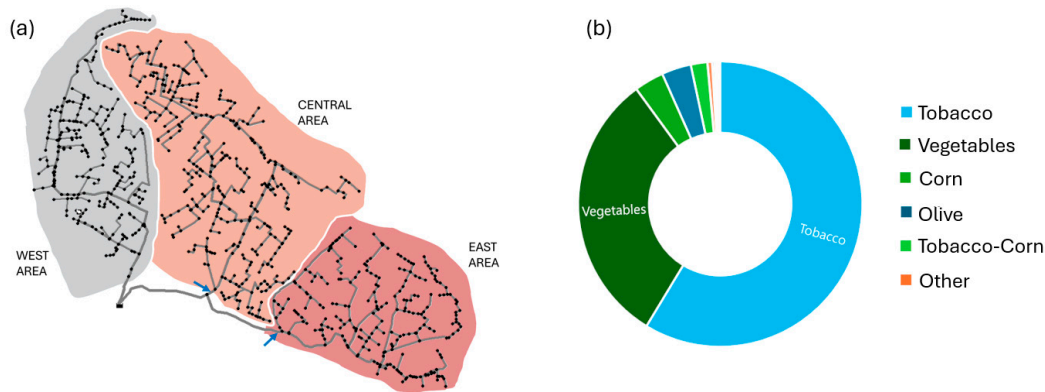 (a)
CENTRAL
AREA
WEST
AREA
EAST
AREA
(b)
Vegetables
Tobacco
Tobacco
Vegetables
Corn
Olive
Tobacco-Corn
Other